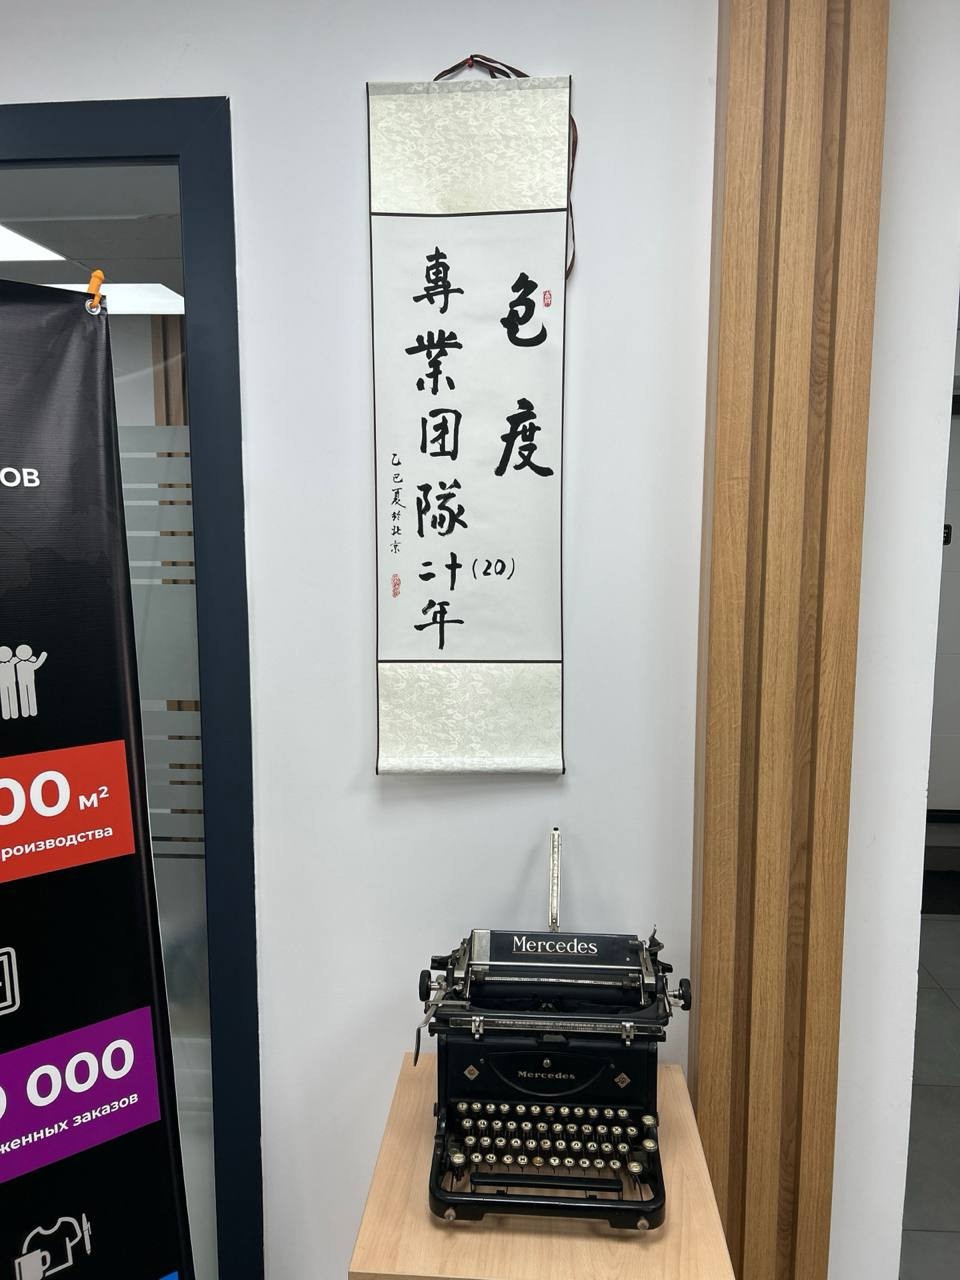 色度
專業团隊二十年
(20)
乙巳夏於北京
Mercedes
Mercedes
ОВ
00 м²
роизводства
0 000
женных заказов